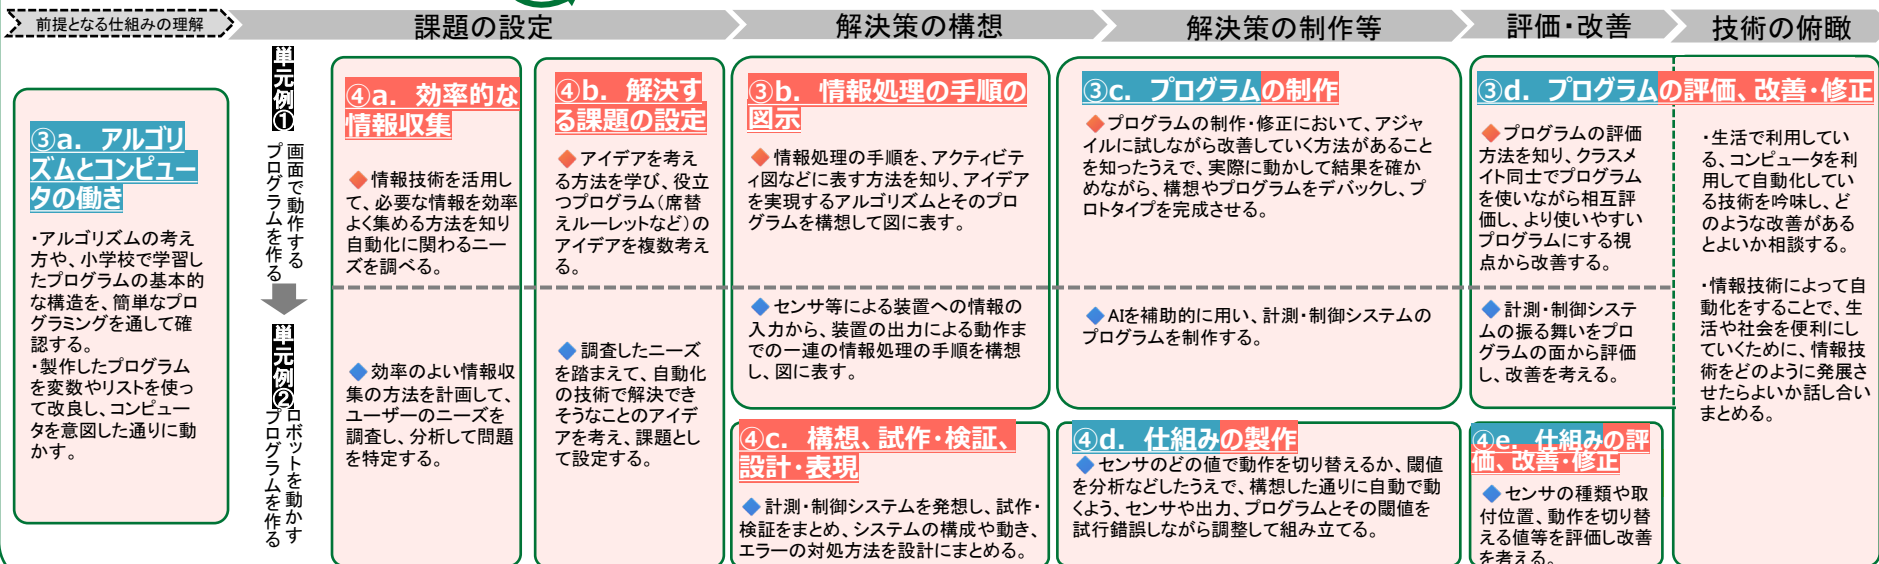 前提となる仕組みの理解
課題の設定
解決策の構想
解決策の制作等
評価・改善
技術の俯瞰
③a. アルゴリ
ズムとコンピュー
タの働き
・アルゴリズムの考え
方や、小学校で学習し
たプログラムの基本的
な構造を、簡単なプロ
グラミングを通して確
認する。
・製作したプログラム
を変数やリストを使っ
て改良し、コンピュー
タを意図した通りに動
かす。
単元例①
画面で動作する
プログラムを作る
単元例②
ロボットを動かす
プログラムを作る
④a. 効率的な
情報収集
◆情報技術を活用し
て、必要な情報を効率
よく集める方法を知り
自動化に関わるニー
ズを調べる。
◆効率のよい情報収
集の方法を計画して、
ユーザーのニーズを
調査し、分析して問題
を特定する。
④b. 解決す
る課題の設定
◆アイデアを考え
る方法を学び、役立
つプログラム(席替
えルーレットなど)の
アイデアを複数考え
る。
◆調査したニーズ
を踏まえて、自動化
の技術で解決でき
そうなことのアイデ
アを考え、課題とし
て設定する。
③b. 情報処理の手順の
図示
◆情報処理の手順を、アクティビテ
ィ図などに表す方法を知り、アイデア
を実現するアルゴリズムとそのプロ
グラムを構想して図に表す。
◆センサ等による装置への情報の
入力から、装置の出力による動作ま
での一連の情報処理の手順を構想
し、図に表す。
④c. 構想、試作・検証、
設計・表現
◆計測・制御システムを発想し、試作・
検証をまとめ、システムの構成や動き、
エラーの対処方法を設計にまとめる。
③c. プログラムの制作
◆プログラムの制作・修正において、アジャ
イルに試しながら改善していく方法があること
を知ったうえで、実際に動かして結果を確か
めながら、構想やプログラムをデバックし、プ
ロトタイプを完成させる。
◆AIを補助的に用い、計測・制御システムの
プログラムを制作する。
④d. 仕組みの製作
◆センサのどの値で動作を切り替えるか、閾値
を分析などしたうえで、構想した通りに自動で動
くよう、センサや出力、プログラムとその閾値を
試行錯誤しながら調整して組み立てる。
③d. プログラムの評価、改善・修正
◆プログラムの評価
方法を知り、クラスメ
イト同士でプログラム
を使いながら相互評
価し、より使いやすい
プログラムにする視
点から改善する。
◆計測・制御システ
ムの振る舞いをプロ
グラムの面から評価
し、改善を考える。
④e. 仕組みの評
価、改善・修正
◆センサの種類や取
付位置、動作を切り替
える値等を評価し改善
を考える。
・生活で利用してい
る、コンピュータを利
用して自動化してい
る技術を吟味し、ど
のような改善がある
とよいか相談する。
・情報技術によって自
動化をすることで、生
活や社会を便利にし
ていくために、情報技
術をどのように発展さ
せたらよいか話し合い
まとめる。